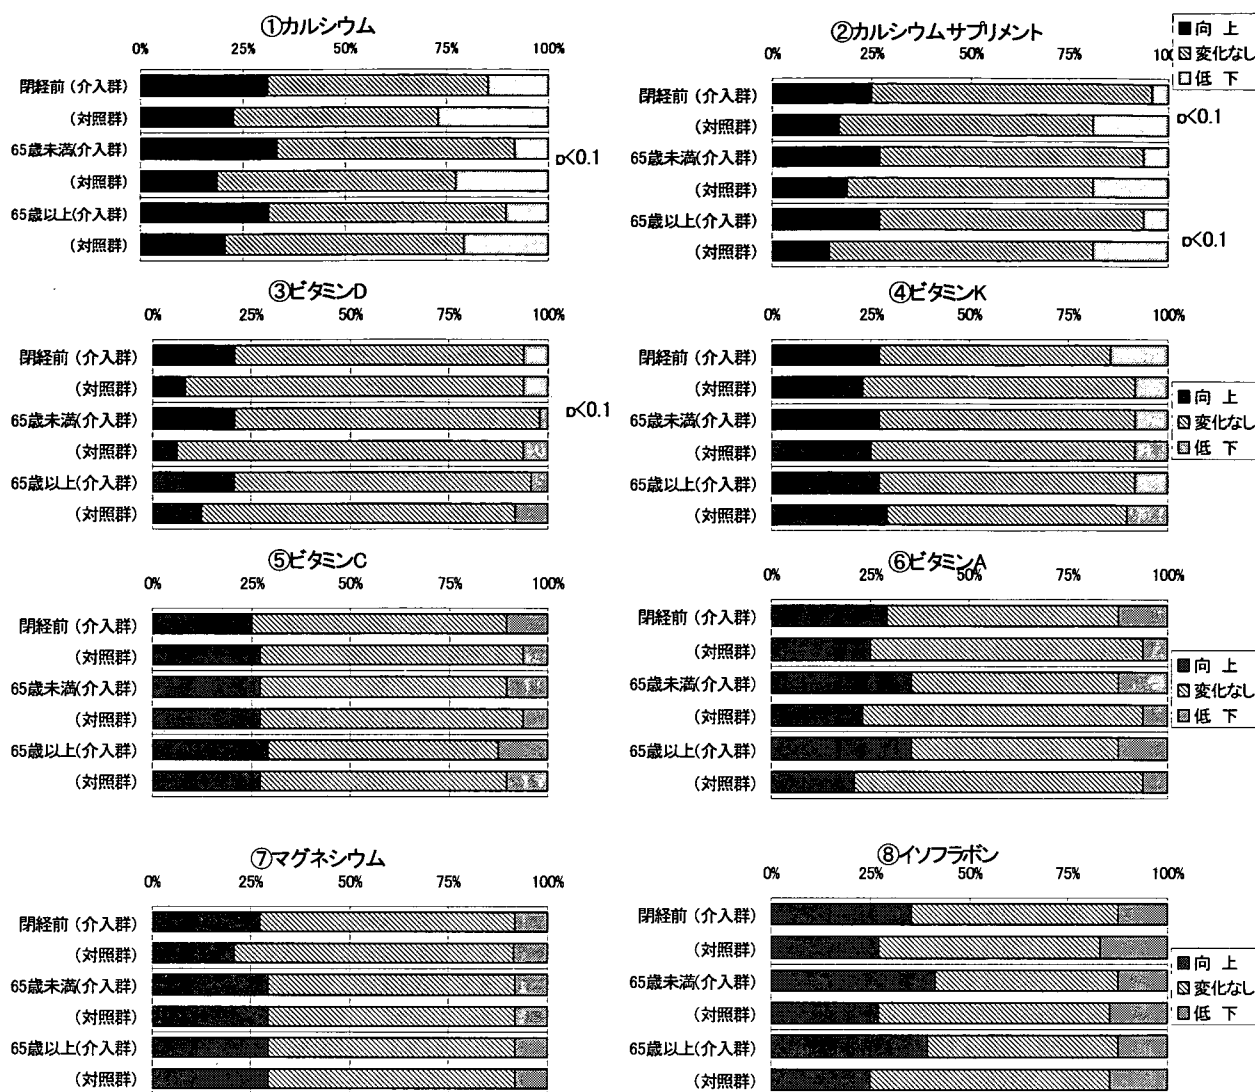 ①カルシウム
0% 25% 50% 75% 100%
閉経前 (介入群)
(対照群)
65歳未満(介入群)
(対照群)
65歳以上(介入群)
(対照群)
p<0.1
②カルシウムサプリメント
0% 25% 50% 75% 10
閉経前 (介入群)
(対照群)
65歳未満(介入群)
(対照群)
65歳以上(介入群)
(対照群)
p<0.1
p<0.1
向 上
変化なし
低 下
③ビタミンD
0% 25% 50% 75% 100%
閉経前 (介入群)
(対照群)
65歳未満(介入群)
(対照群)
65歳以上(介入群)
(対照群)
p<0.1
④ビタミンK
0% 25% 50% 75% 100%
閉経前 (介入群)
(対照群)
65歳未満(介入群)
(対照群)
65歳以上(介入群)
(対照群)
向 上
変化なし
低 下
⑤ビタミンC
0% 25% 50% 75% 100%
閉経前 (介入群)
(対照群)
65歳未満(介入群)
(対照群)
65歳以上(介入群)
(対照群)
⑥ビタミンA
0% 25% 50% 75% 100%
閉経前 (介入群)
(対照群)
65歳未満(介入群)
(対照群)
65歳以上(介入群)
(対照群)
向 上
変化なし
低 下
⑦マグネシウム
0% 25% 50% 75% 100%
閉経前 (介入群)
(対照群)
65歳未満(介入群)
(対照群)
65歳以上(介入群)
(対照群)
⑧イソフラボン
0% 25% 50% 75% 100%
閉経前 (介入群)
(対照群)
65歳未満(介入群)
(対照群)
65歳以上(介入群)
(対照群)
向 上
変化なし
低 下